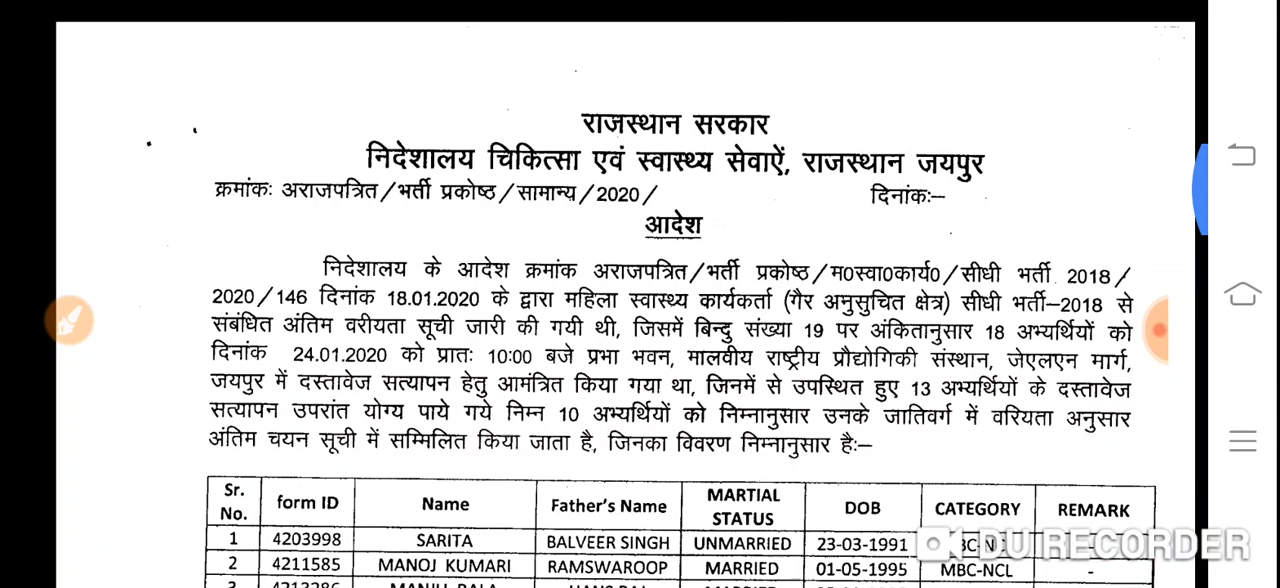 राजस्थान सरकार
निदेशालय चिकित्सा एवं स्वास्थ्य सेवाऐं, राजस्थान जयपुर
क्रमांकः अराजपत्रित/भर्ती प्रकोष्ठ/सामान्य/2020/ दिनांकः–
आदेश
निदेशालय के आदेश क्रमांक अराजपत्रित/भर्ती प्रकोष्ठ/म0स्वा0कार्य0/सीधी भर्ती 2018/
2020/146 दिनांक 18.01.2020 के द्वारा महिला स्वास्थ्य कार्यकर्ता (गैर अनुसुचित क्षेत्र) सीधी भर्ती–2018 से
संबंधित अंतिम वरीयता सूची जारी की गयी थी, जिसमें बिन्दु संख्या 19 पर अंकितानुसार 18 अभ्यर्थियों को
दिनांक 24.01.2020 को प्रातः 10:00 बजे प्रभा भवन, मालवीय राष्ट्रीय प्रौद्योगिकी संस्थान, जेएलएन मार्ग,
जयपुर में दस्तावेज सत्यापन हेतु आमंत्रित किया गया था, जिनमें से उपस्थित हुए 13 अभ्यर्थियों के दस्तावेज
सत्यापन उपरांत योग्य पाये गये निम्न 10 अभ्यर्थियों को निम्नानुसार उनके जातिवर्ग में वरियता अनुसार
अंतिम चयन सूची में सम्मिलित किया जाता है, जिनका विवरण निम्नानुसार हैः–
Sr. No. form ID Name Father's Name MARTIAL STATUS DOB CATEGORY REMARK
1 4203998 SARITA BALVEER SINGH UNMARRIED 23-03-1991
2 4211585 MANOJ KUMARI RAMSWAROOP MARRIED 01-05-1995 MBC-NCL -
DU RECORDER